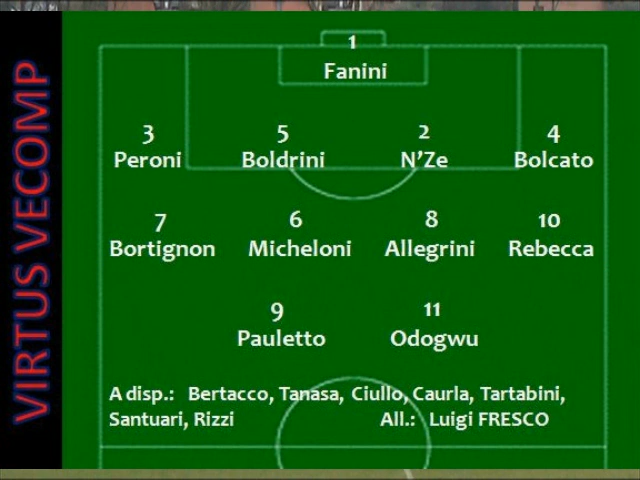 VIRTUS VECOMP
1
Fanini
3 5 2 4
Peroni Boldrini N'Ze Bolcato
7 6 8 10
Bortignon Micheloni Allegrini Rebecca
9 11
Pauletto Odogwu
A disp.: Bertacco, Tanasa, Ciullo, Caurla, Tartabini,
Santuari, Rizzi All.: Luigi FRESCO